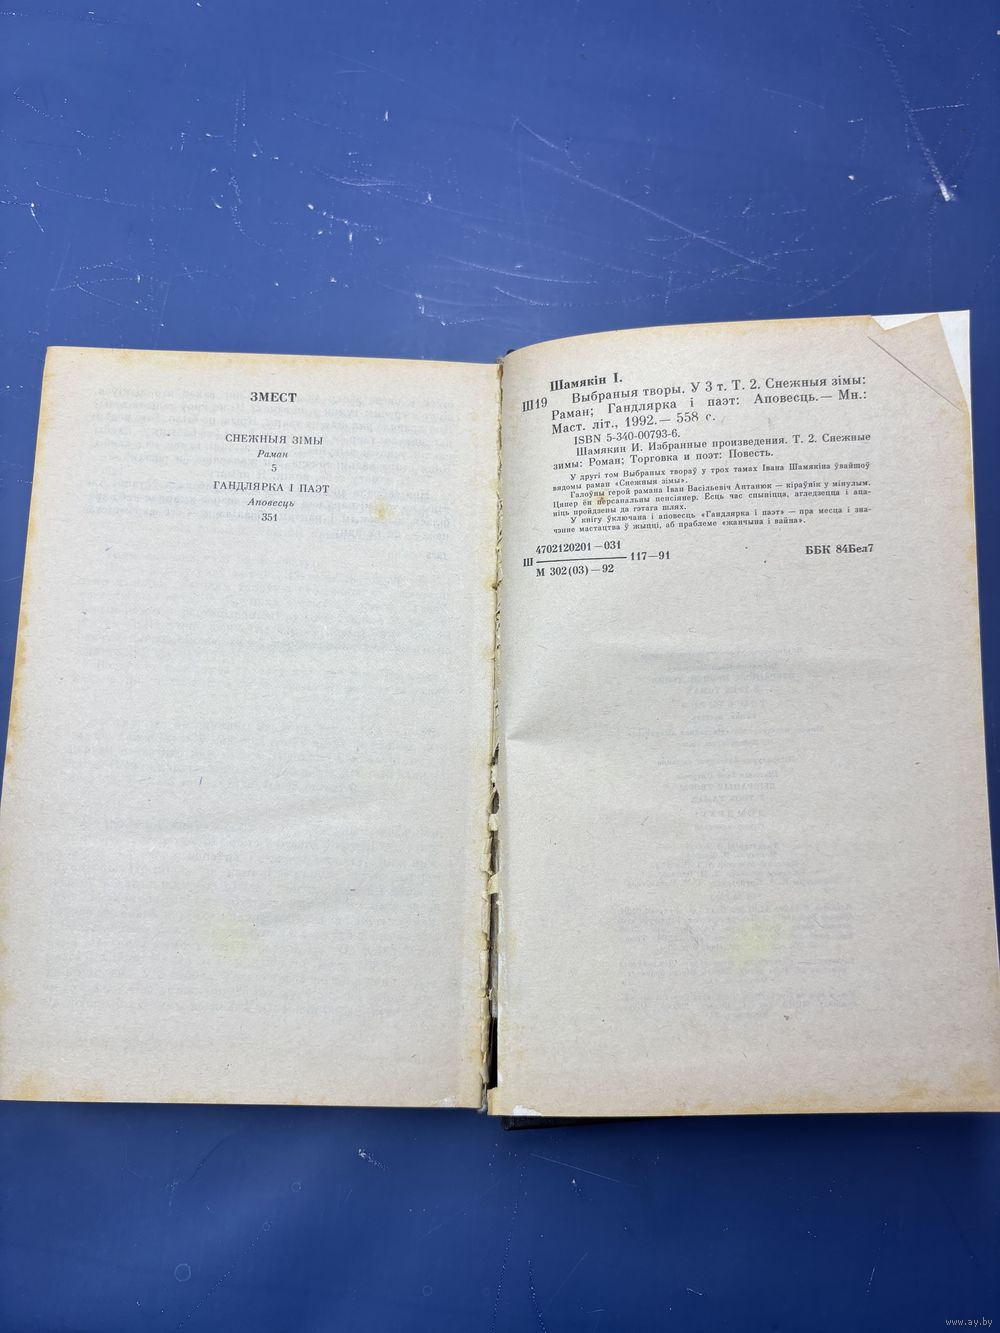 ЗМЕСТ
СНЕЖНЫЯ ЗІМЫ
Раман
5
ГАНДЛЯРКА І ПАЭТ
Аповесць
351
Шамякін І.
Ш19 Выбраныя творы. У 3 т. Т. 2. Снежныя зімы:
Раман; Гандлярка і паэт: Аповесць.— Мн.:
Маст. літ., 1992.— 558 с.
ISBN 5-340-00793-6.
Шамякин И. Избранные произведения. Т. 2. Снежные
зимы: Роман; Торговка и поэт: Повесть.
У другі том Выбраных твораў у трох тамах Івана Шамякіна ўвайшоў
вядомы раман «Снежныя зімы».
Галоўны герой рамана Іван Васільевіч Антанюк — кіраўнік у мінулым.
Цяпер ён персанальны пенсіянер. Ёсць час спыніцца, агледзецца і ацаніць
пройдзены да гэтага шлях.
У кнігу ўключана і аповесць «Гандлярка і паэт» — пра месца і значэнне
мастацтва ў жыцці, аб праблеме «жанчына і вайна».
4702120201—031
Ш 117—91
М 302(03)—92
ББК 84Бел7
www.ay.by